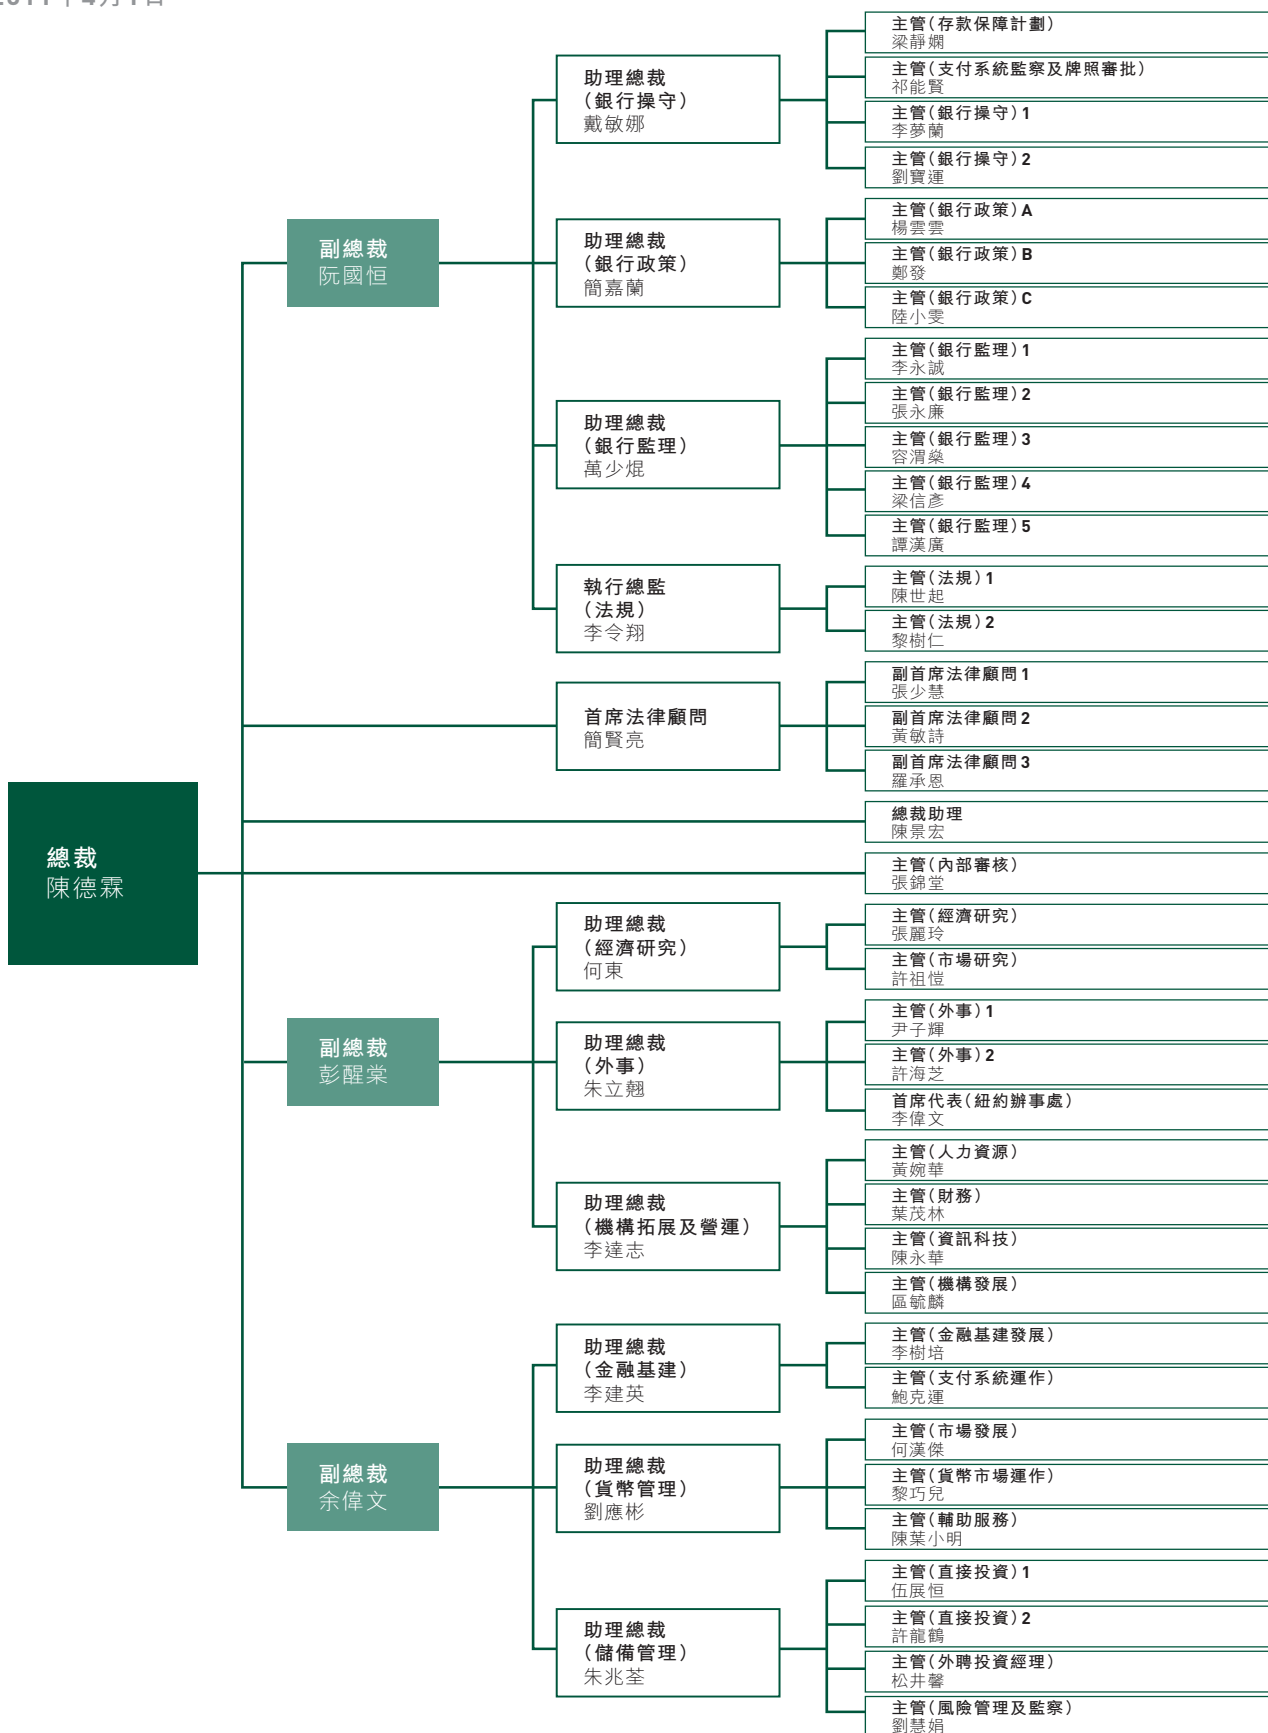 總裁
陳德霖
副總裁
阮國恒
助理總裁
(銀行操守)
戴敏娜
主管(存款保障計劃)
梁靜嫻
主管(支付系統監察及牌照審批)
祁能賢
主管(銀行操守)1
李夢蘭
主管(銀行操守)2
劉寶運
助理總裁
(銀行政策)
簡嘉蘭
主管(銀行政策)A
楊雲雲
主管(銀行政策)B
鄭發
主管(銀行政策)C
陸小雯
助理總裁
(銀行監理)
萬少焜
主管(銀行監理)1
李永誠
主管(銀行監理)2
張永廉
主管(銀行監理)3
容渭燊
主管(銀行監理)4
梁信彥
主管(銀行監理)5
譚漢廣
執行總監
(法規)
李令翔
主管(法規)1
陳世起
主管(法規)2
黎樹仁
首席法律顧問
簡賢亮
副首席法律顧問1
張少慧
副首席法律顧問2
黃敏詩
副首席法律顧問3
羅承恩
總裁助理
陳景宏
主管(內部審核)
張錦堂
副總裁
彭醒棠
助理總裁
(經濟研究)
何東
主管(經濟研究)
張麗玲
主管(市場研究)
許祖愷
助理總裁
(外事)
朱立翹
主管(外事)1
尹子輝
主管(外事)2
許海芝
首席代表(紐約辦事處)
李偉文
助理總裁
(機構拓展及營運)
李達志
主管(人力資源)
黃婉華
主管(財務)
葉茂林
主管(資訊科技)
陳永華
主管(機構發展)
區毓麟
副總裁
余偉文
助理總裁
(金融基建)
李建英
主管(金融基建發展)
李樹培
主管(支付系統運作)
鮑克運
助理總裁
(貨幣管理)
劉應彬
主管(市場發展)
何漢傑
主管(貨幣市場運作)
黎巧兒
主管(輔助服務)
陳葉小明
助理總裁
(儲備管理)
朱兆荃
主管(直接投資)1
伍展恒
主管(直接投資)2
許龍鶴
主管(外聘投資經理)
松井馨
主管(風險管理及監察)
劉慧娟